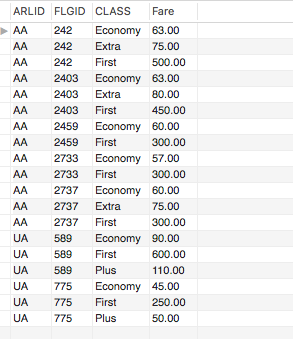 ARLID FLGID CLASS Fare
AA 242 Economy 63.00
AA 242 Extra 75.00
AA 242 First 500.00
AA 2403 Economy 63.00
AA 2403 Extra 80.00
AA 2403 First 450.00
AA 2459 Economy 60.00
AA 2459 First 300.00
AA 2733 Economy 57.00
AA 2733 First 300.00
AA 2737 Economy 60.00
AA 2737 Extra 75.00
AA 2737 First 300.00
UA 589 Economy 90.00
UA 589 First 600.00
UA 589 Plus 110.00
UA 775 Economy 45.00
UA 775 First 250.00
UA 775 Plus 50.00